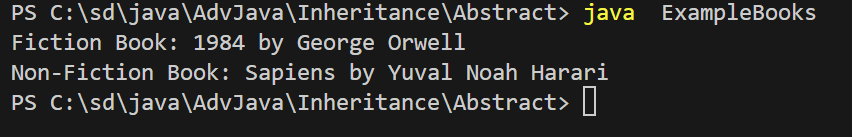 PS C:\sd\java\AdvJava\Inheritance\Abstract> java  ExampleBooks
Fiction Book: 1984 by George Orwell
Non-Fiction Book: Sapiens by Yuval Noah Harari
PS C:\sd\java\AdvJava\Inheritance\Abstract>